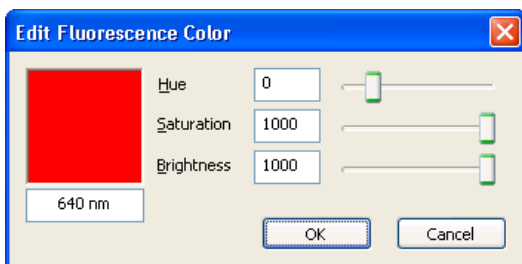 Edit Fluorescence Color
Hue 0
Saturation 1000
Brightness 1000
640 nm
OK Cancel